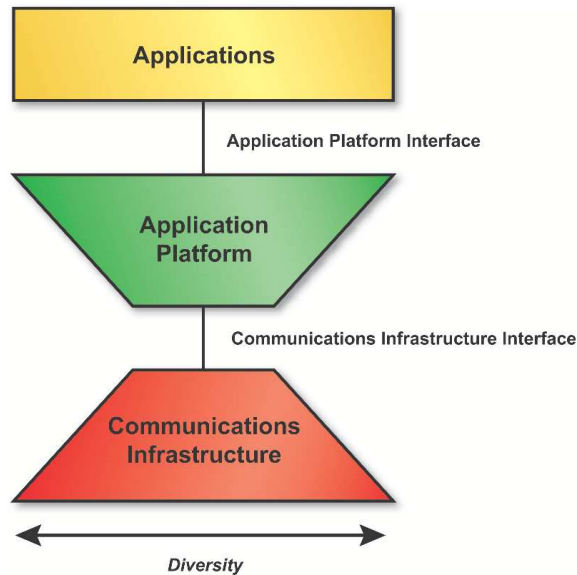 Applications
Application Platform Interface
Application
Platform
Communications Infrastructure Interface
Communications
Infrastructure
Diversity